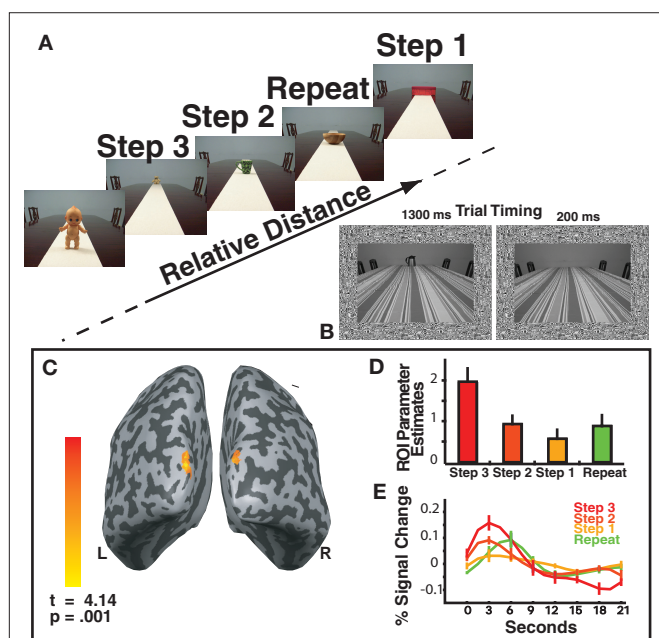 A
Step 1
Repeat
Step 2
Step 3
Relative Distance
1300 ms Trial Timing 200 ms
B
C
L
R
t = 4.14
p = .001
D
ROI Parameter
Estimates
2
1
0
Step 3 Step 2 Step 1 Repeat
E
% Signal Change
Step 3
Step 2
Step 1
Repeat
0.2
0.1
0
-0.1
0 3 6 9 12 15 18 21
Seconds